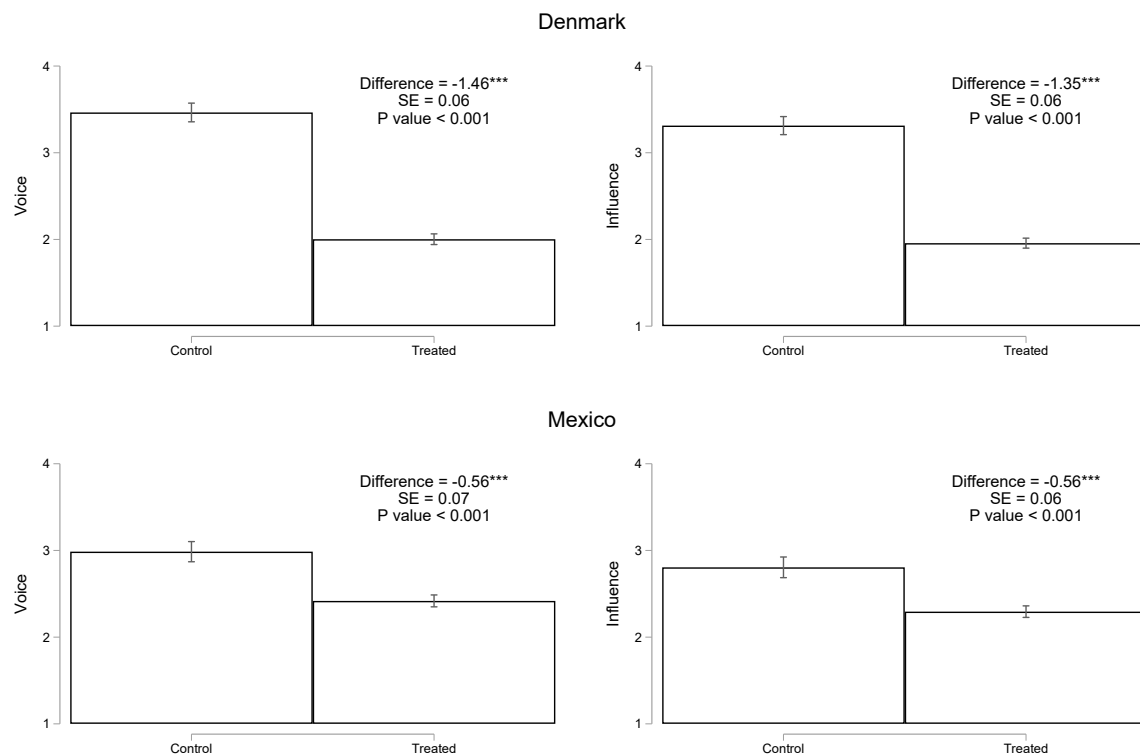 Denmark
4
3
2
1
Voice
Difference = -1.46***
SE = 0.06
P value < 0.001
Control
Treated
4
3
2
1
Influence
Difference = -1.35***
SE = 0.06
P value < 0.001
Control
Treated
Mexico
4
3
2
1
Voice
Difference = -0.56***
SE = 0.07
P value < 0.001
Control
Treated
4
3
2
1
Influence
Difference = -0.56***
SE = 0.06
P value < 0.001
Control
Treated